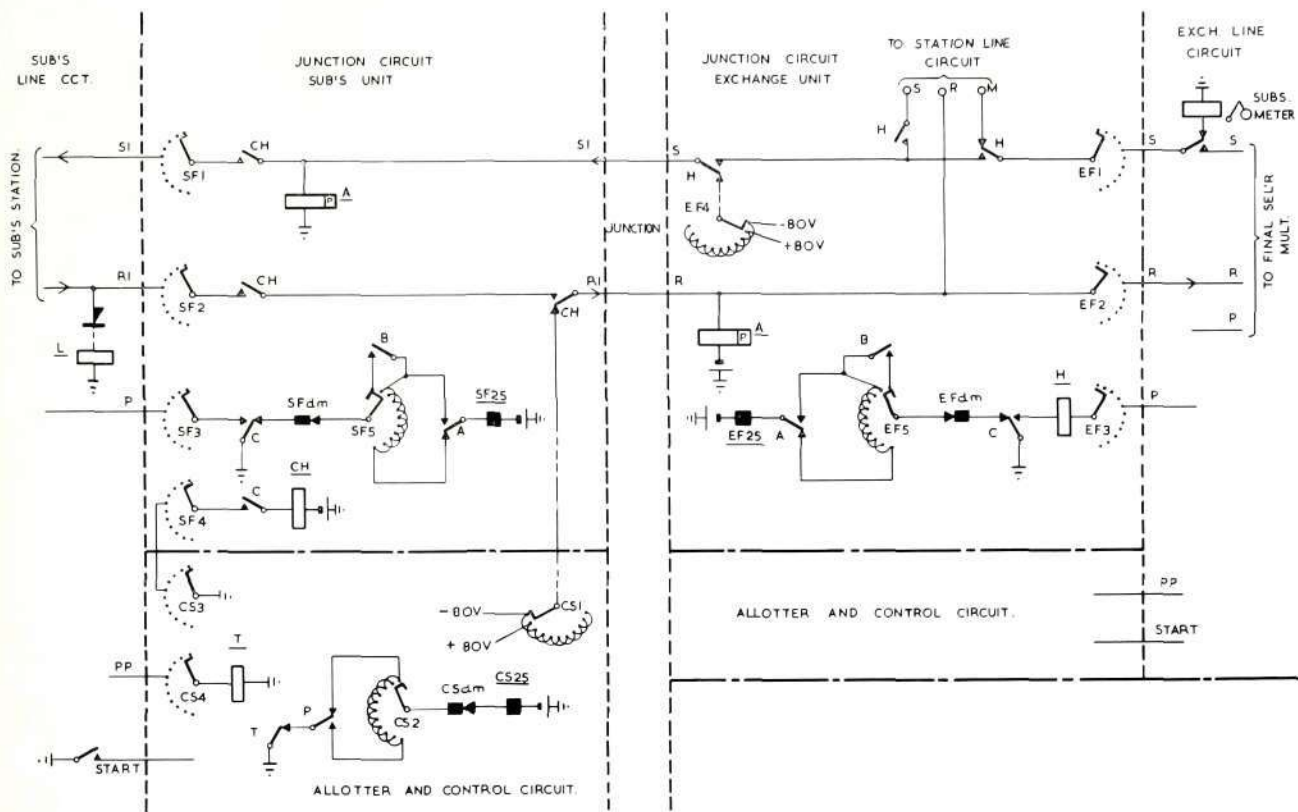 SUB'S
LINE CCT.
JUNCTION CIRCUIT
SUB'S UNIT
JUNCTION CIRCUIT
EXCHANGE UNIT
TO STATION LINE
CIRCUIT
EXCH. LINE
CIRCUIT
S R M
SUBS.
METER
TO SUB'S STATION.
S1
SF1
CH
A
P
S1
S
H
H
H
EF1
S
S
EF4
-80V
+80V
JUNCTION
TO FINAL SEL'R
MULT.
R1
SF2
CH
R1
CH
R
EF2
R
R
P
L
A
P
B
B
P
SF3
C
SFdm
SF5
A
SF25
EF25
A
EF5
EFdm
C
H
EF3
P
SF4
C
CH
CS3
-80V
+80V
CS1
ALLOTTER AND CONTROL CIRCUIT.
PP
START
PP
CS4
T
T
P
CS2
CSdm
CS25
START
ALLOTTER AND CONTROL CIRCUIT.